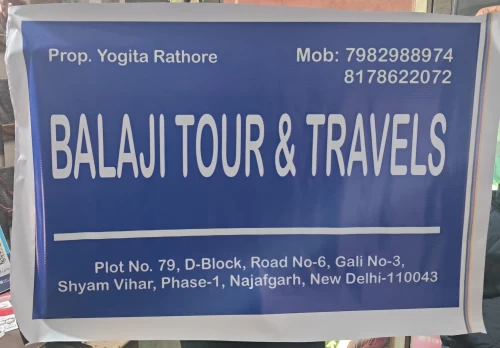 Prop. Yogita Rathore
Mob: 7982988974
8178622072
BALAJI TOUR & TRAVELS
Plot No. 79, D-Block, Road No-6, Gali No-3,
Shyam Vihar, Phase-1, Najafgarh, New Delhi-110043